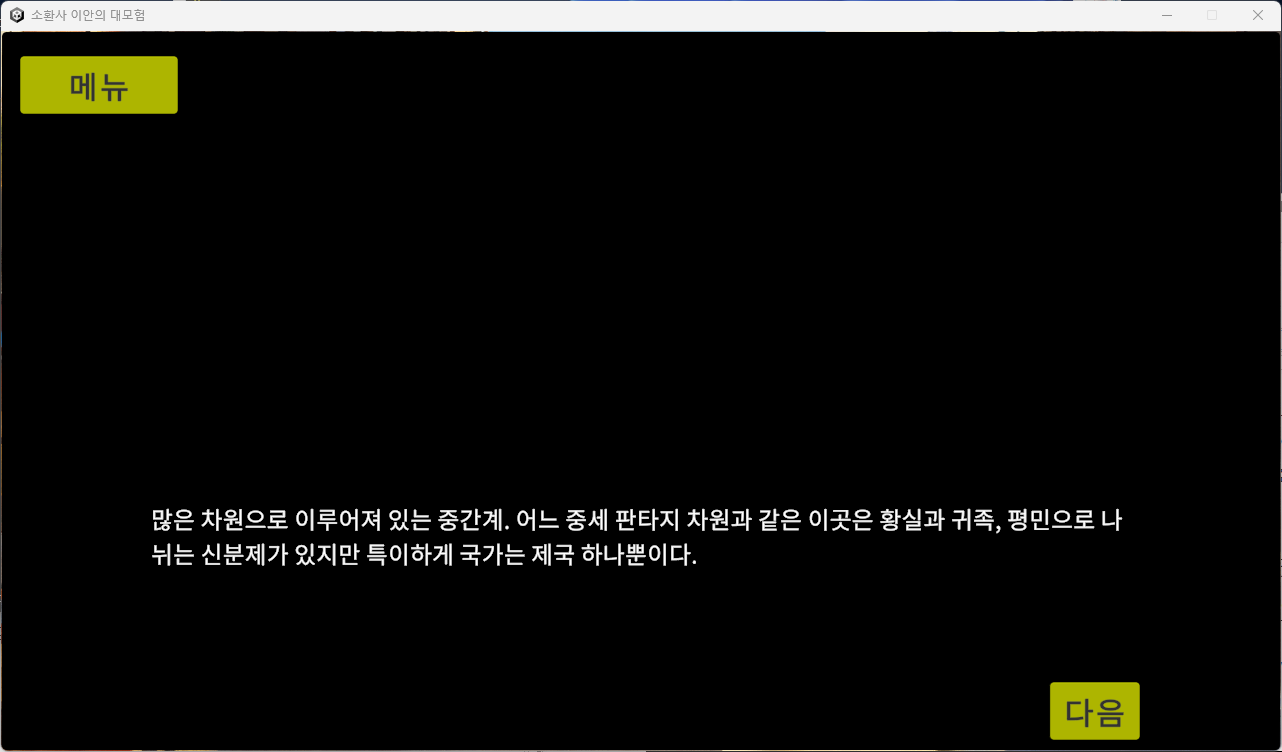 소환사 이안의 대모험
메뉴
많은 차원으로 이루어져 있는 중간계. 어느 중세 판타지 차원과 같은 이곳은 황실과 귀족, 평민으로 나
뉘는 신분제가 있지만 특이하게 국가는 제국 하나뿐이다.
다음